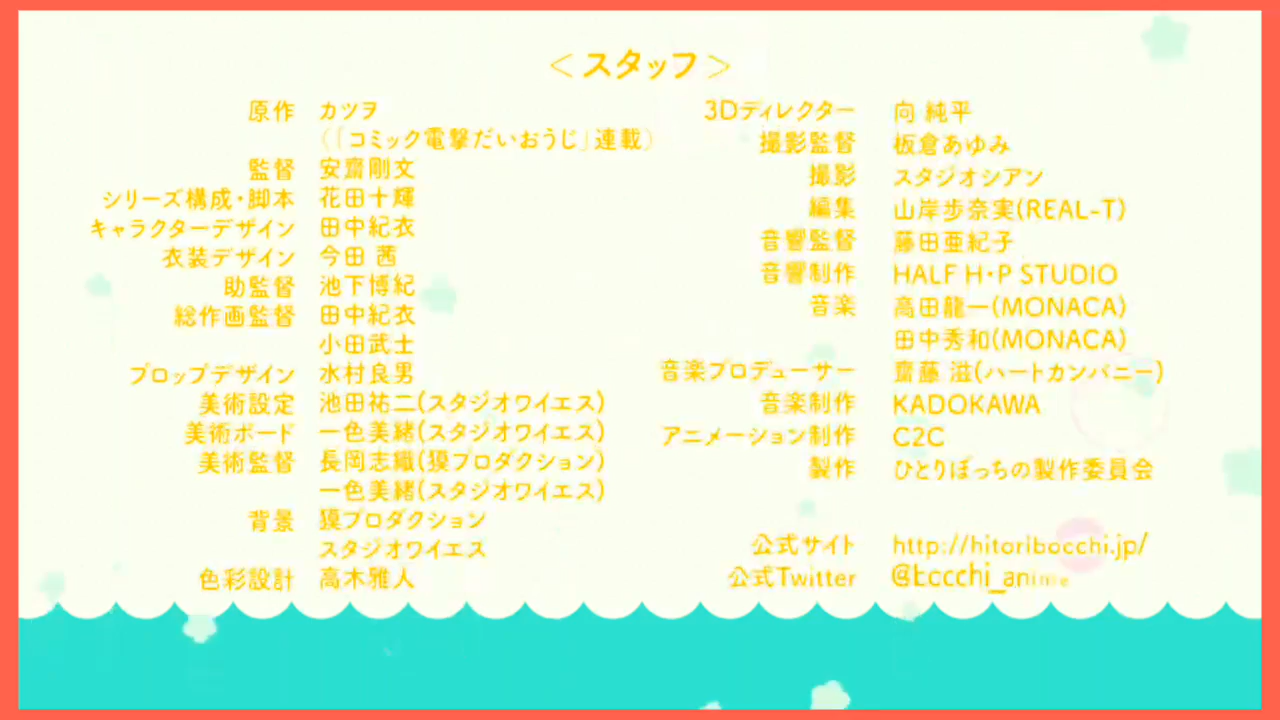 ＜スタッフ＞
原作 カツヲ
（「コミック電撃だいおうじ」連載）
監督 安齋剛文
シリーズ構成・脚本 花田十輝
キャラクターデザイン 田中紀衣
衣装デザイン 今田 茜
助監督 池下博紀
総作画監督 田中紀衣
小田武士
プロップデザイン 水村良男
美術設定 池田祐二(スタジオワイエス)
美術ボード 一色美緒(スタジオワイエス)
美術監督 長岡志織(獏プロダクション)
一色美緒(スタジオワイエス)
背景 獏プロダクション
スタジオワイエス
色彩設計 高木雅人
3Dディレクター 向 純平
撮影監督 板倉あゆみ
撮影 スタジオシアン
編集 山岸歩奈実(REAL-T)
音響監督 藤田亜紀子
音響制作 HALF H・P STUDIO
音楽 高田龍一(MONACA)
田中秀和(MONACA)
音楽プロデューサー 齋藤 滋(ハートカンパニー)
音楽制作 KADOKAWA
アニメーション制作 C2C
製作 ひとりぼっちの製作委員会
公式サイト http://hitoribocchi.jp/
公式Twitter @bocchi_anime